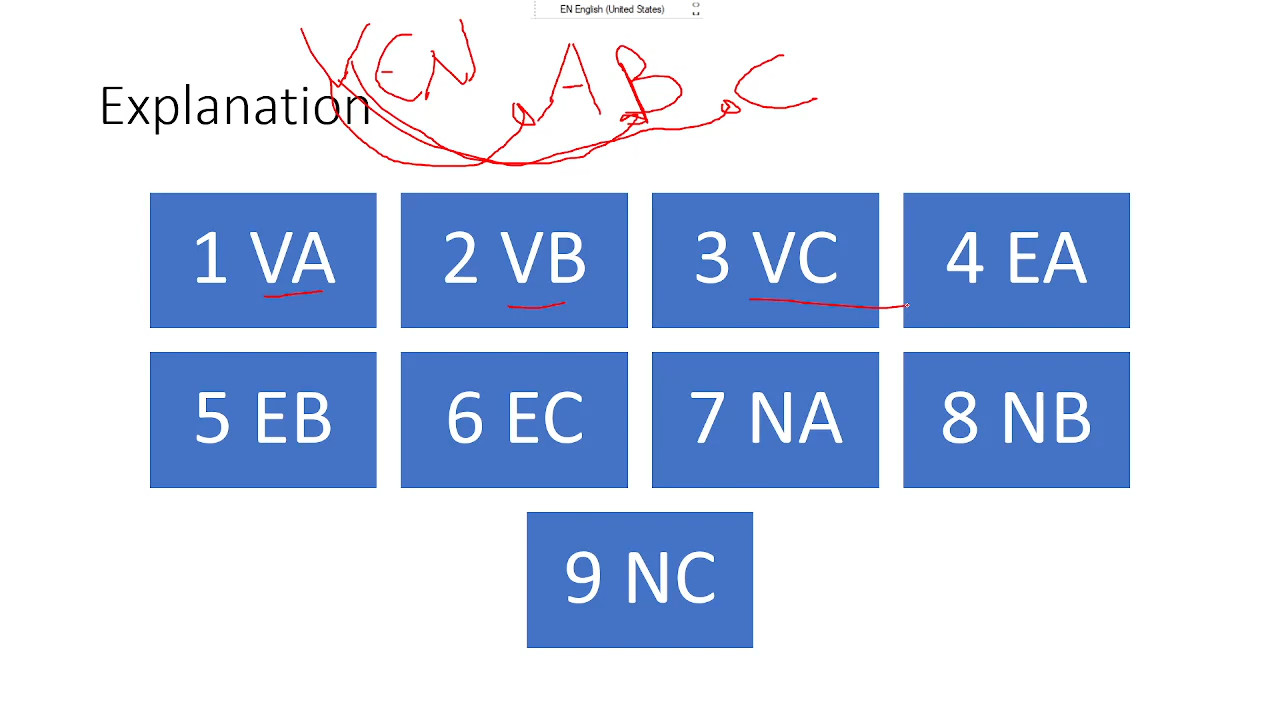 EN English (United States)
VEN A B C
Explanation
1 VA 2 VB 3 VC 4 EA
5 EB 6 EC 7 NA 8 NB
9 NC